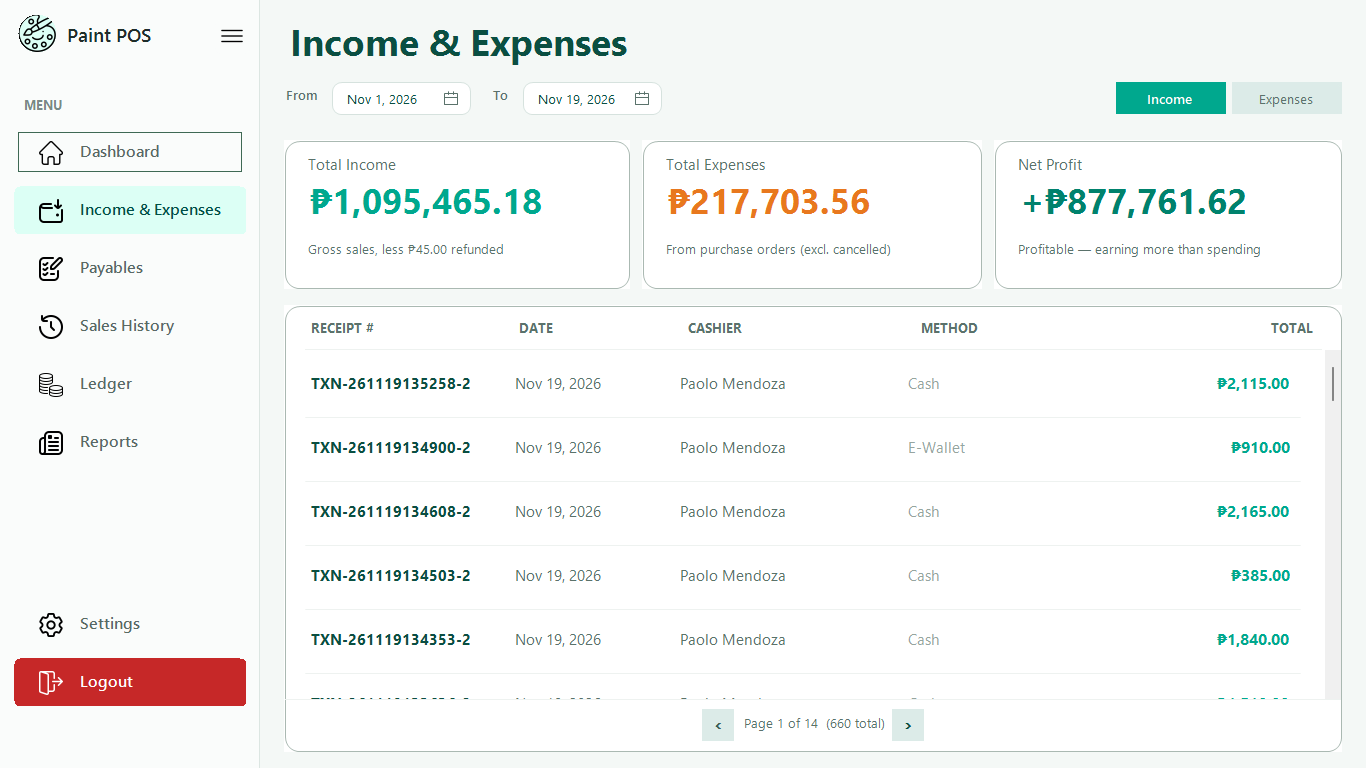 Paint POS
MENU
Dashboard
Income & Expenses
Payables
Sales History
Ledger
Reports
Settings
Logout
Income & Expenses
From Nov 1, 2026 To Nov 19, 2026 Income Expenses
Total Income
₱1,095,465.18
Gross sales, less ₱45.00 refunded
Total Expenses
₱217,703.56
From purchase orders (excl. cancelled)
Net Profit
+₱877,761.62
Profitable — earning more than spending
RECEIPT # DATE CASHIER METHOD TOTAL
TXN-261119135258-2 Nov 19, 2026 Paolo Mendoza Cash ₱2,115.00
TXN-261119134900-2 Nov 19, 2026 Paolo Mendoza E-Wallet ₱910.00
TXN-261119134608-2 Nov 19, 2026 Paolo Mendoza Cash ₱2,165.00
TXN-261119134503-2 Nov 19, 2026 Paolo Mendoza Cash ₱385.00
TXN-261119134353-2 Nov 19, 2026 Paolo Mendoza Cash ₱1,840.00
‹ Page 1 of 14 (660 total) ›